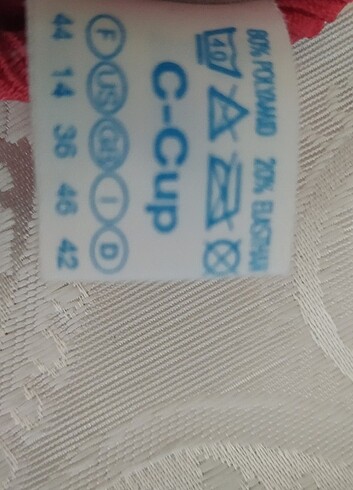 80% POLYAMID 20% ELASTHAN
40
C-Cup
F US GB I D
44 14 36 46 42